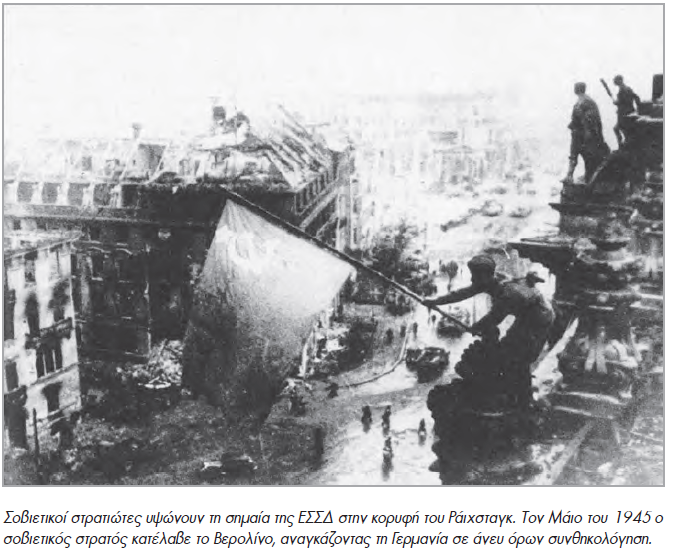 Σοβιετικοί στρατιώτες υψώνουν τη σημαία της ΕΣΣΔ στην κορυφή του Ράιχσταγκ. Τον Μάιο του 1945 ο
σοβιετικός στρατός κατέλαβε το Βερολίνο, αναγκάζοντας τη Γερμανία σε άνευ όρων συνθηκολόγηση.